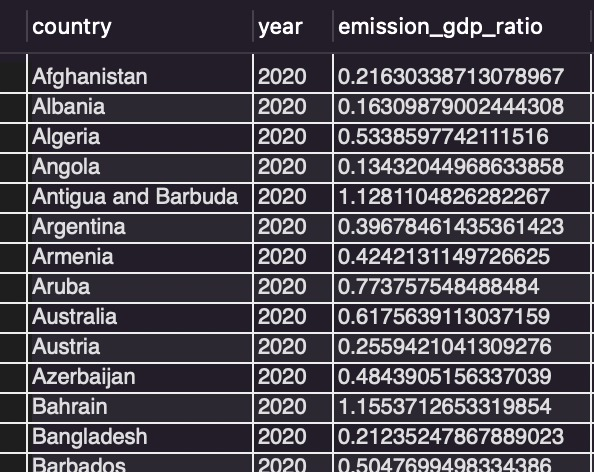 country year emission_gdp_ratio
Afghanistan 2020 0.21630338713078967
Albania 2020 0.16309879002444308
Algeria 2020 0.5338597742111516
Angola 2020 0.13432044968633858
Antigua and Barbuda 2020 1.1281104826282267
Argentina 2020 0.39678461435361423
Armenia 2020 0.4242131149726625
Aruba 2020 0.773757548488484
Australia 2020 0.6175639113037159
Austria 2020 0.2559421041309276
Azerbaijan 2020 0.4843905156337039
Bahrain 2020 1.1553712653319854
Bangladesh 2020 0.21235247867889023
Barbados 2020 0.5047699498334386